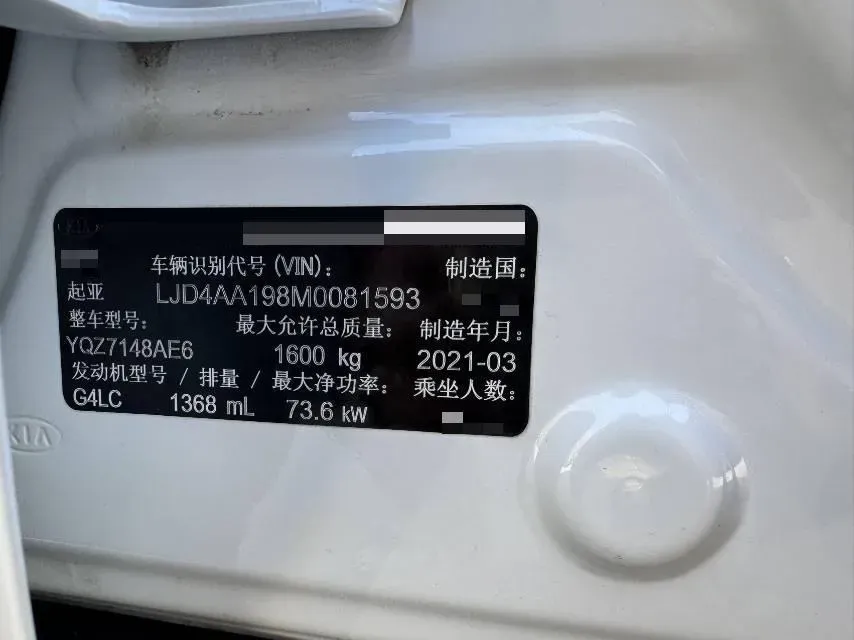 KIA
车辆识别代号 (VIN): 制造国:
起亚 LJD4AA198M0081593
整车型号: 最大允许总质量: 制造年月:
YQZ7148AE6 1600 kg 2021-03
发动机型号 / 排量 / 最大净功率: 乘坐人数:
G4LC 1368 mL 73.6 kW
KIA